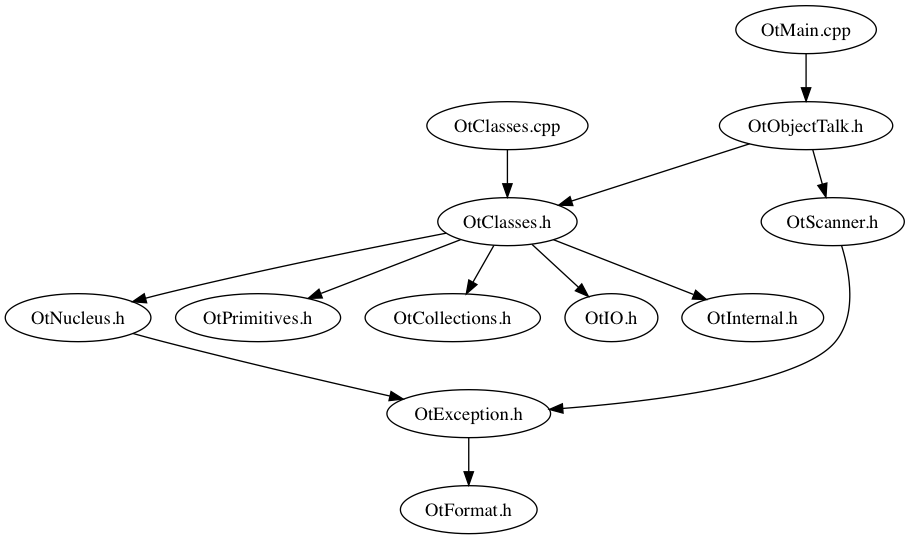 OtMain.cpp
OtClasses.cpp
OtObjectTalk.h
OtClasses.h
OtScanner.h
OtNucleus.h
OtPrimitives.h
OtCollections.h
OtIO.h
OtInternal.h
OtException.h
OtFormat.h